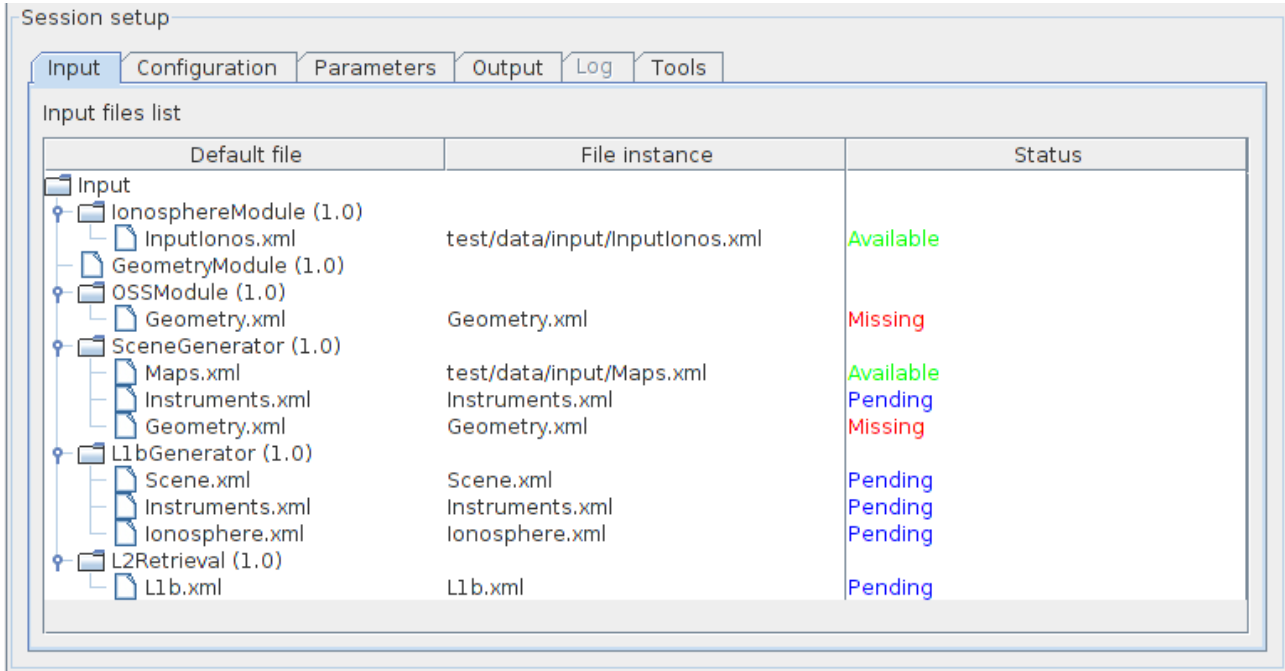 Session setup
Input Configuration Parameters Output Log Tools
Input files list
Default file File instance Status
Input
IonosphereModule (1.0)
InputIonos.xml test/data/input/InputIonos.xml Available
GeometryModule (1.0)
OSSModule (1.0)
Geometry.xml Geometry.xml Missing
SceneGenerator (1.0)
Maps.xml test/data/input/Maps.xml Available
Instruments.xml Instruments.xml Pending
Geometry.xml Geometry.xml Missing
L1bGenerator (1.0)
Scene.xml Scene.xml Pending
Instruments.xml Instruments.xml Pending
Ionosphere.xml Ionosphere.xml Pending
L2Retrieval (1.0)
L1b.xml L1b.xml Pending